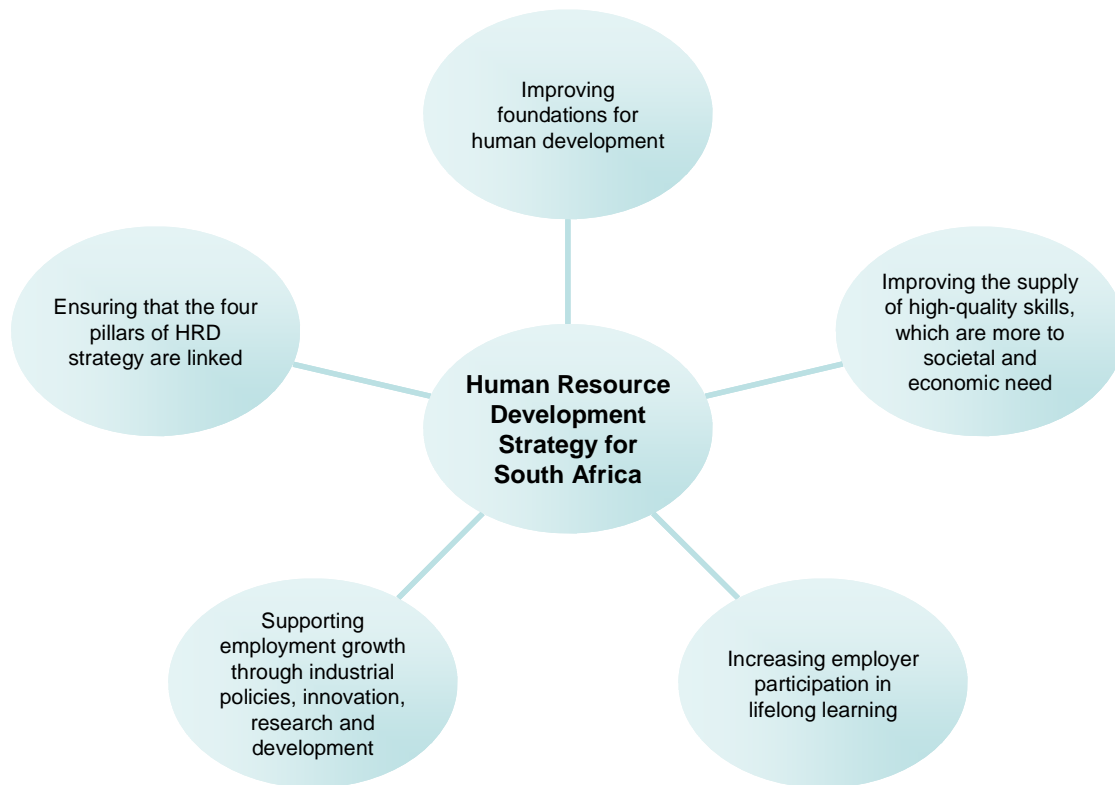 Improving
foundations for
human development
Improving the supply
of high-quality skills,
which are more to
societal and
economic need
Increasing employer
participation in
lifelong learning
Supporting
employment growth
through industrial
policies, innovation,
research and
development
Ensuring that the four
pillars of HRD
strategy are linked
Human Resource
Development
Strategy for
South Africa